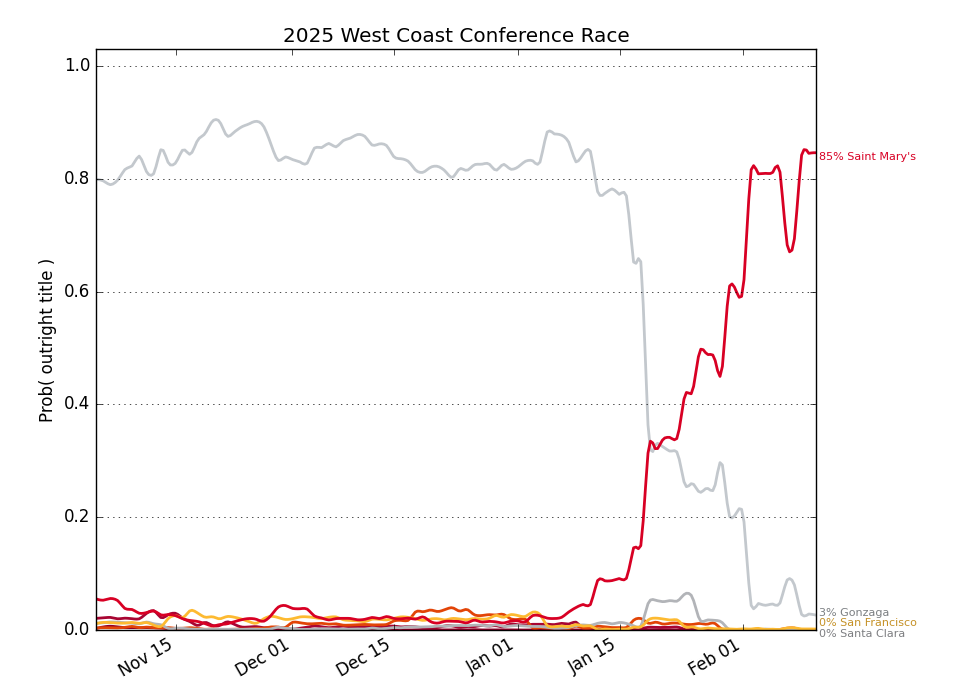 2025 West Coast Conference Race
Prob( outright title )
1.0
0.8
0.6
0.4
0.2
0.0
Nov 15
Dec 01
Dec 15
Jan 01
Jan 15
Feb 01
85% Saint Mary's
3% Gonzaga
0% San Francisco
0% Santa Clara